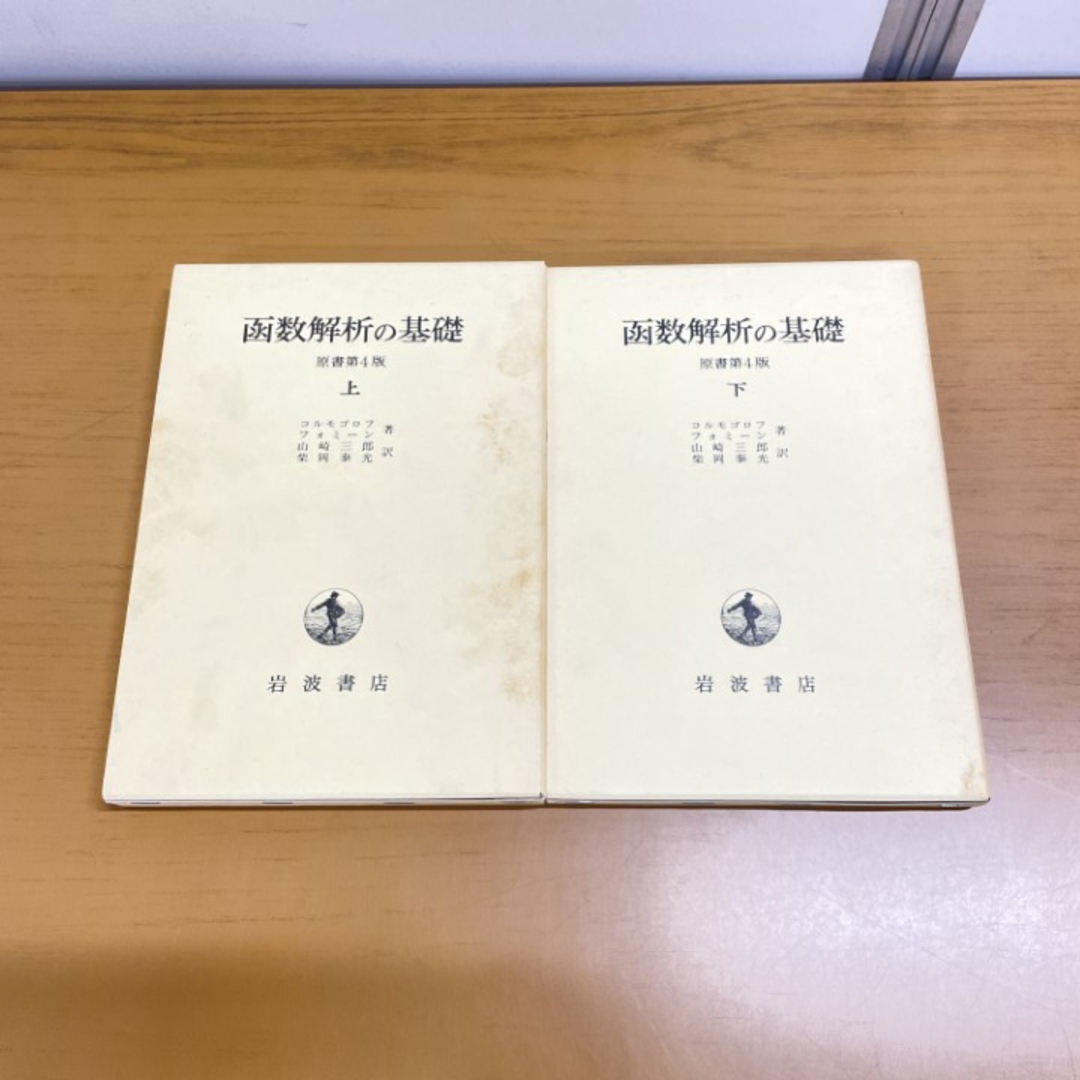 函数解析の基礎
原書第4版
上
コルモゴロフ
フォミーン 著
山崎三郎
柴岡泰光 訳
岩波書店
函数解析の基礎
原書第4版
下
コルモゴロフ
フォミーン 著
山崎三郎
柴岡泰光 訳
岩波書店